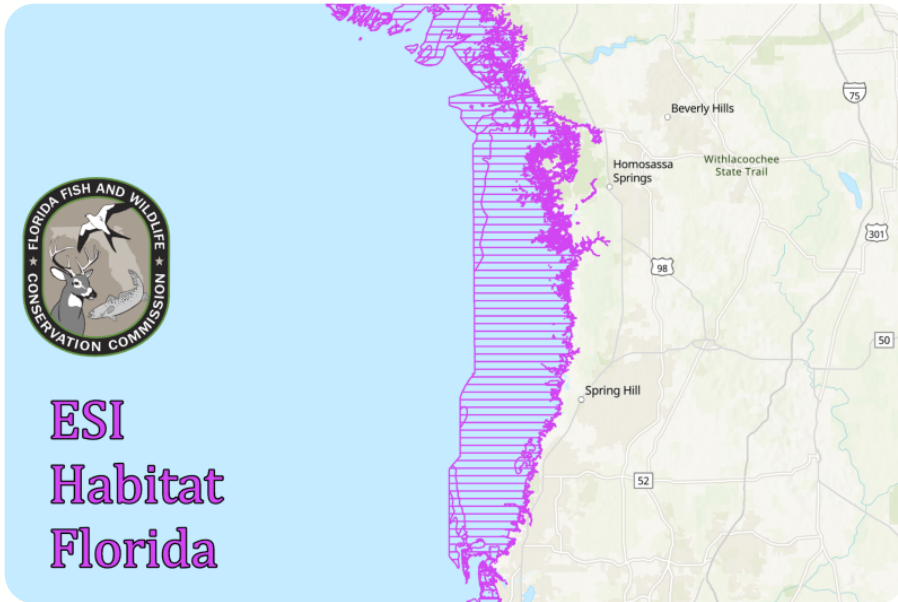 FLORIDA FISH AND WILDLIFE
CONSERVATION COMMISSION
ESI
Habitat
Florida
75
Beverly Hills
Homosassa
Springs
Withlacoochee
State Trail
301
98
50
Spring Hill
52